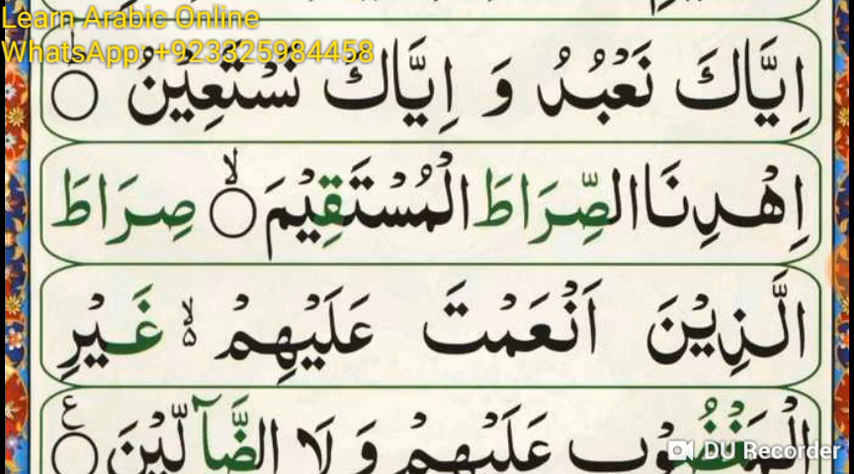 Learn Arabic Online
WhatsApp:+923325984458
اِيَّاكَ نَعْبُدُ وَ اِيَّاكَ نَسْتَعِيْنُ ۝ؕ
اِهْدِنَا الصِّرَاطَ الْمُسْتَقِيْمَ ۝ۙ صِرَاطَ
الَّذِيْنَ اَنْعَمْتَ عَلَيْهِمْ ۙ۬ غَيْرِ
الْمَغْضُوْبِ عَلَيْهِمْ وَ لَا الضَّآلِّيْنَ ۝ع
DU Recorder